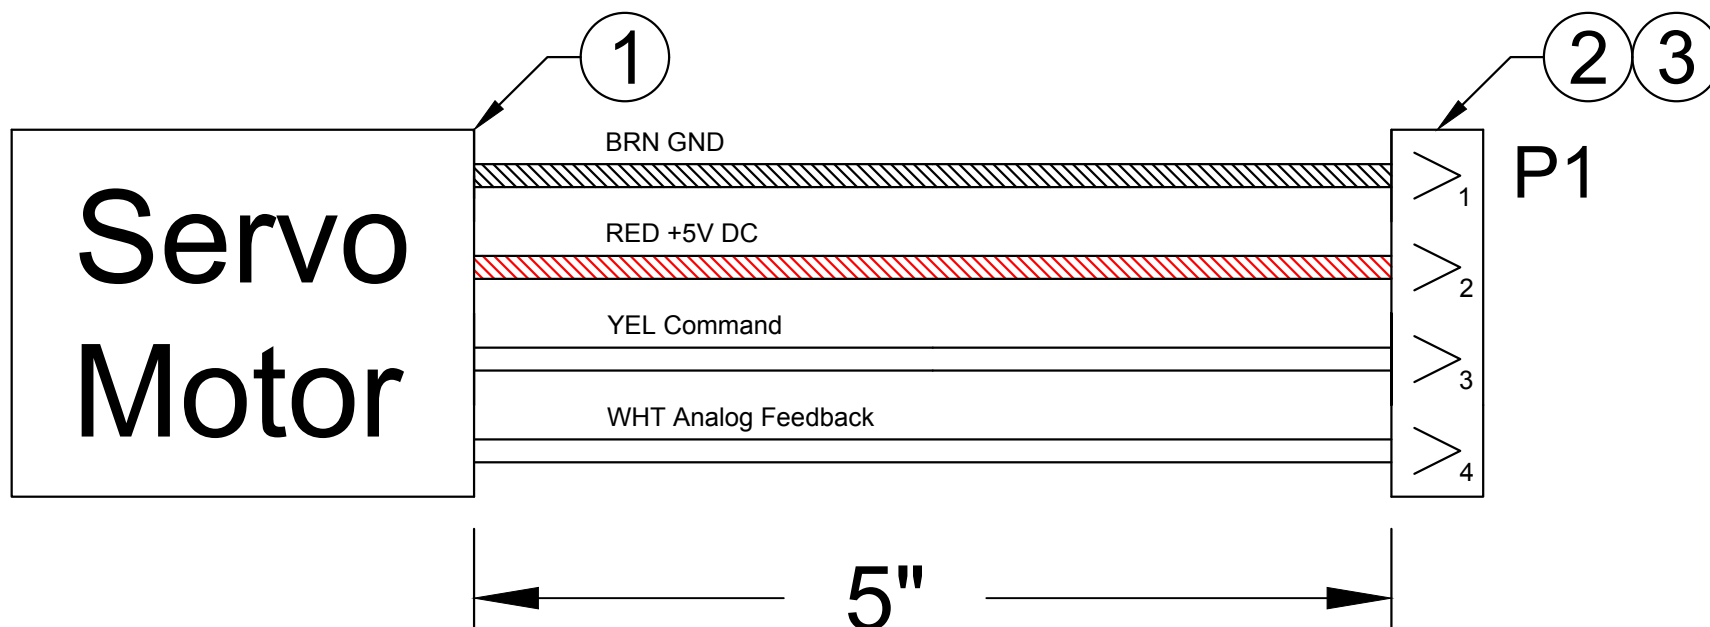 1
2 3
BRN GND
P1
1
Servo
RED +5V DC
2
YEL Command
3
Motor
WHT Analog Feedback
4
5"